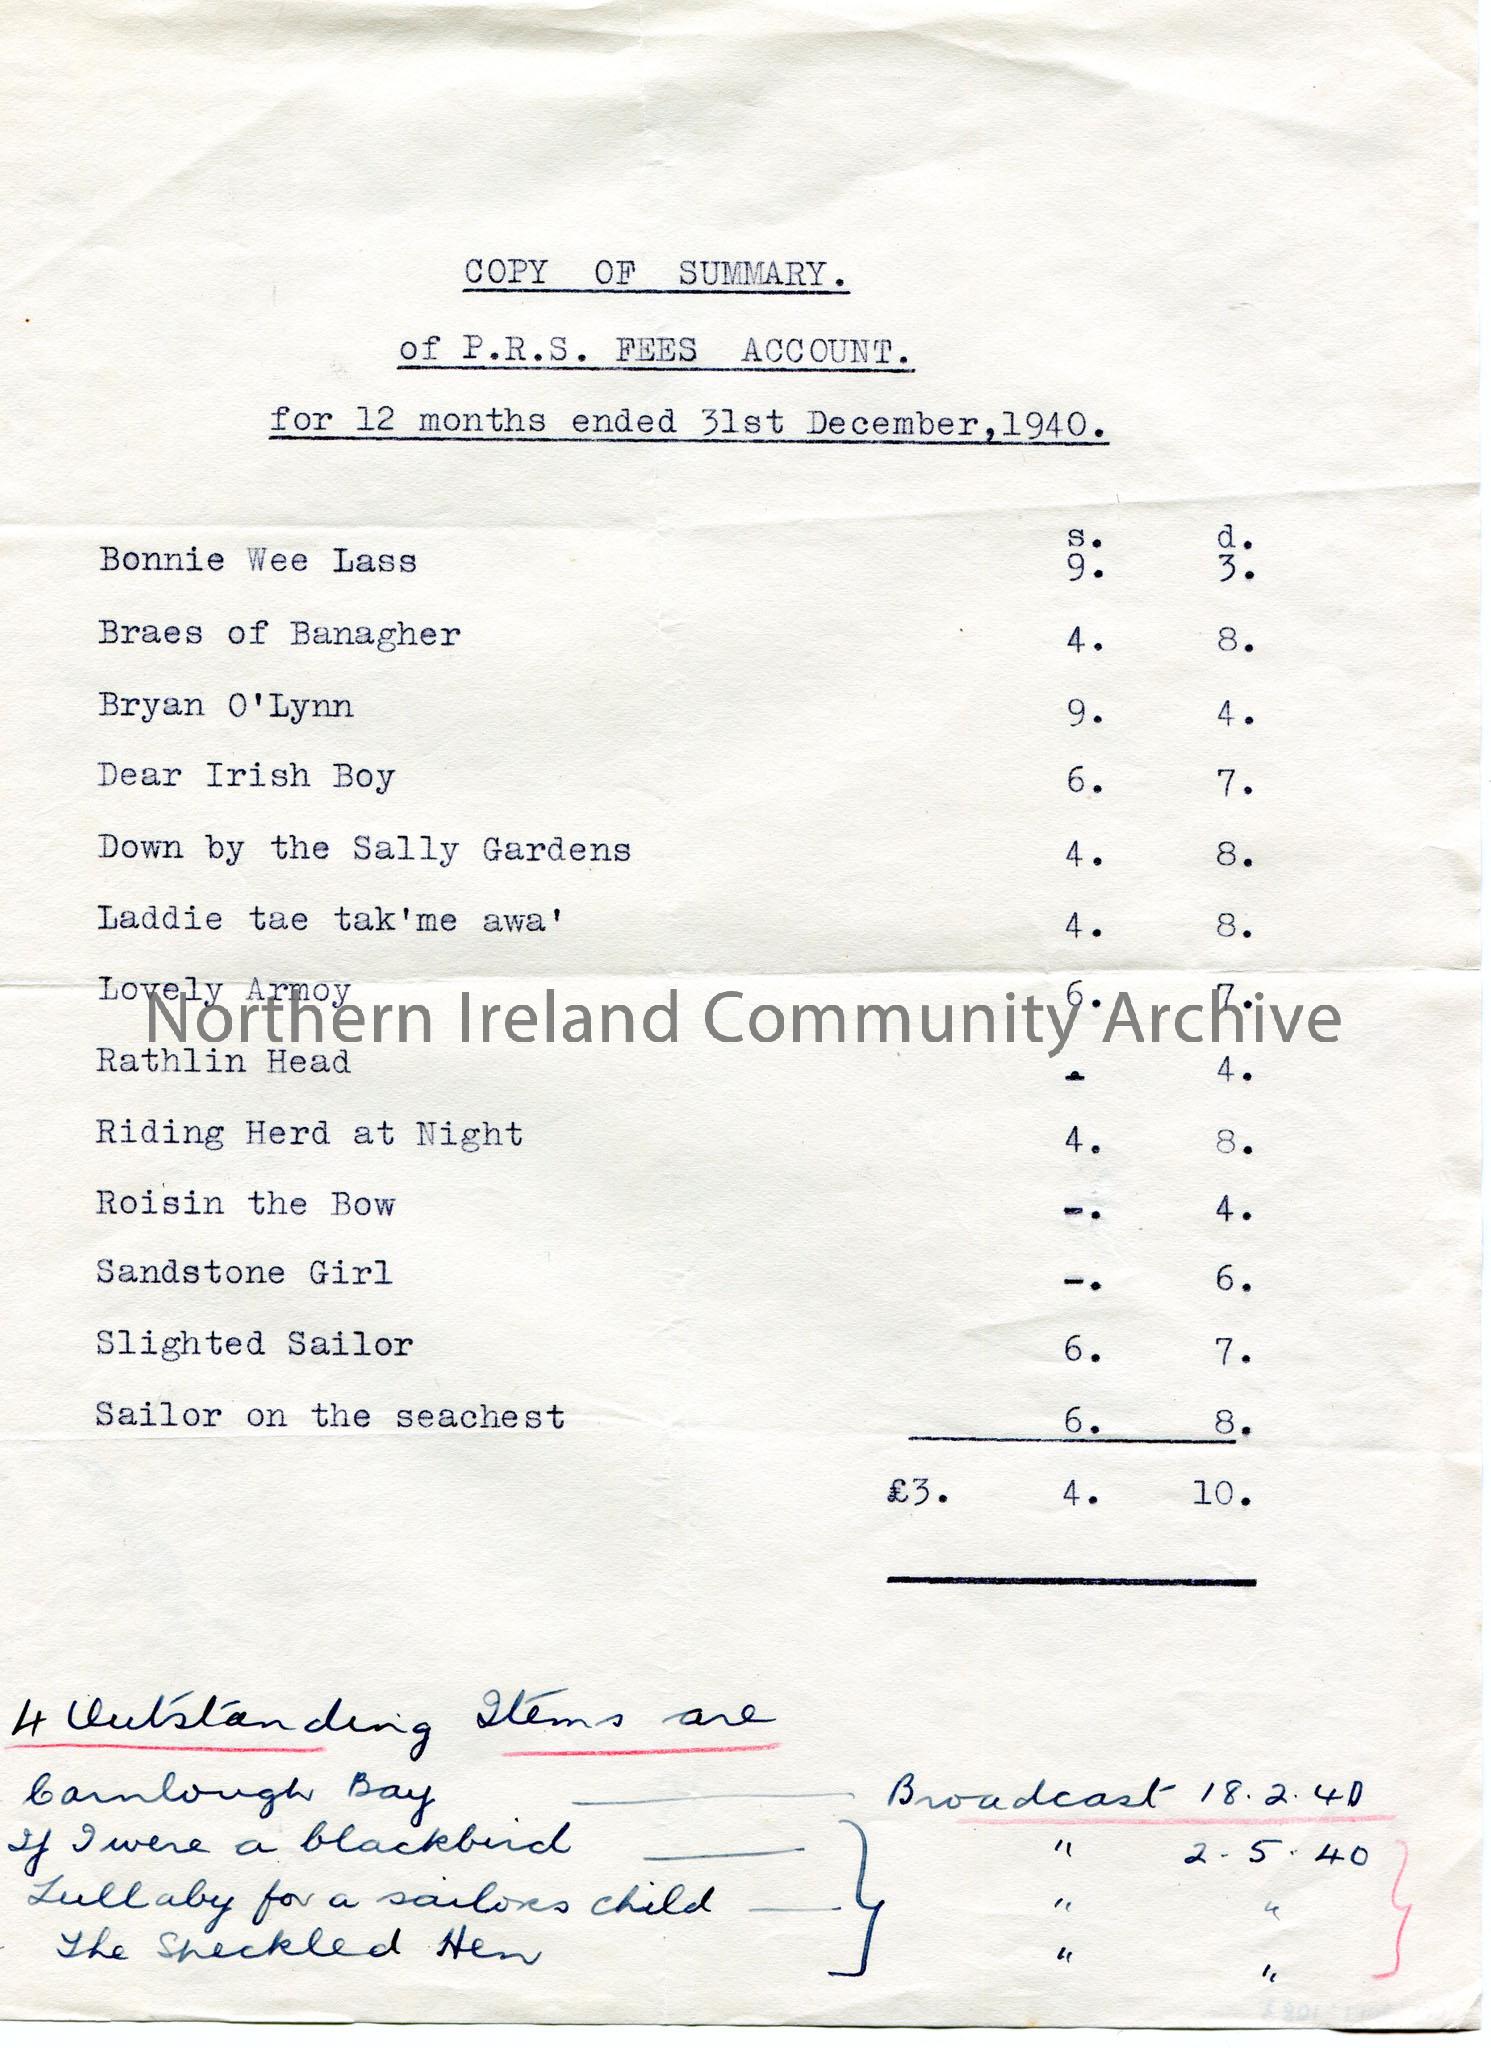 COPY OF SUMMARY.
of P.R.S. FEES ACCOUNT.
for 12 months ended 31st December,1940.
s. d.
Bonnie Wee Lass 9. 3.
Braes of Banagher 4. 8.
Bryan O'Lynn 9. 4.
Dear Irish Boy 6. 7.
Down by the Sally Gardens 4. 8.
Laddie tae tak'me awa' 4. 8.
Lovely Armoy 6. 7.
Northern Ireland Community Archive
Rathlin Head -. 4.
Riding Herd at Night 4. 8.
Roisin the Bow -. 4.
Sandstone Girl -. 6.
Slighted Sailor 6. 7.
Sailor on the seachest 6. 8.
£3. 4. 10.
4 Outstanding Items are
Carnlough Bay — Broadcast 18.2.40
If I were a blackbird — " 2.5.40
Lullaby for a sailors child — " "
The Speckled Hen " "